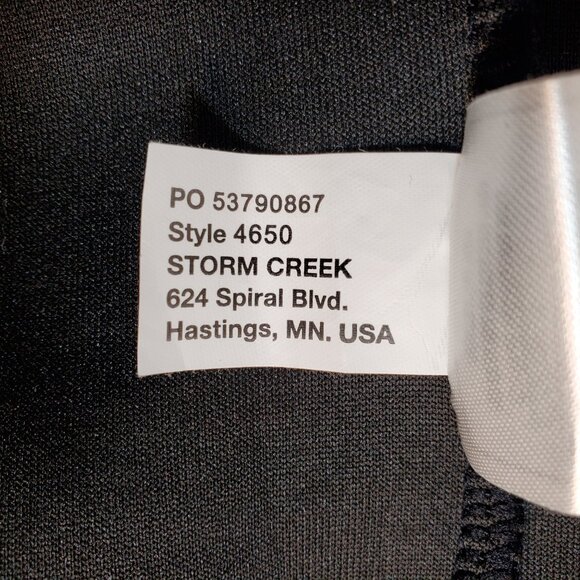 PO 53790867
Style 4650
STORM CREEK
624 Spiral Blvd.
Hastings, MN. USA